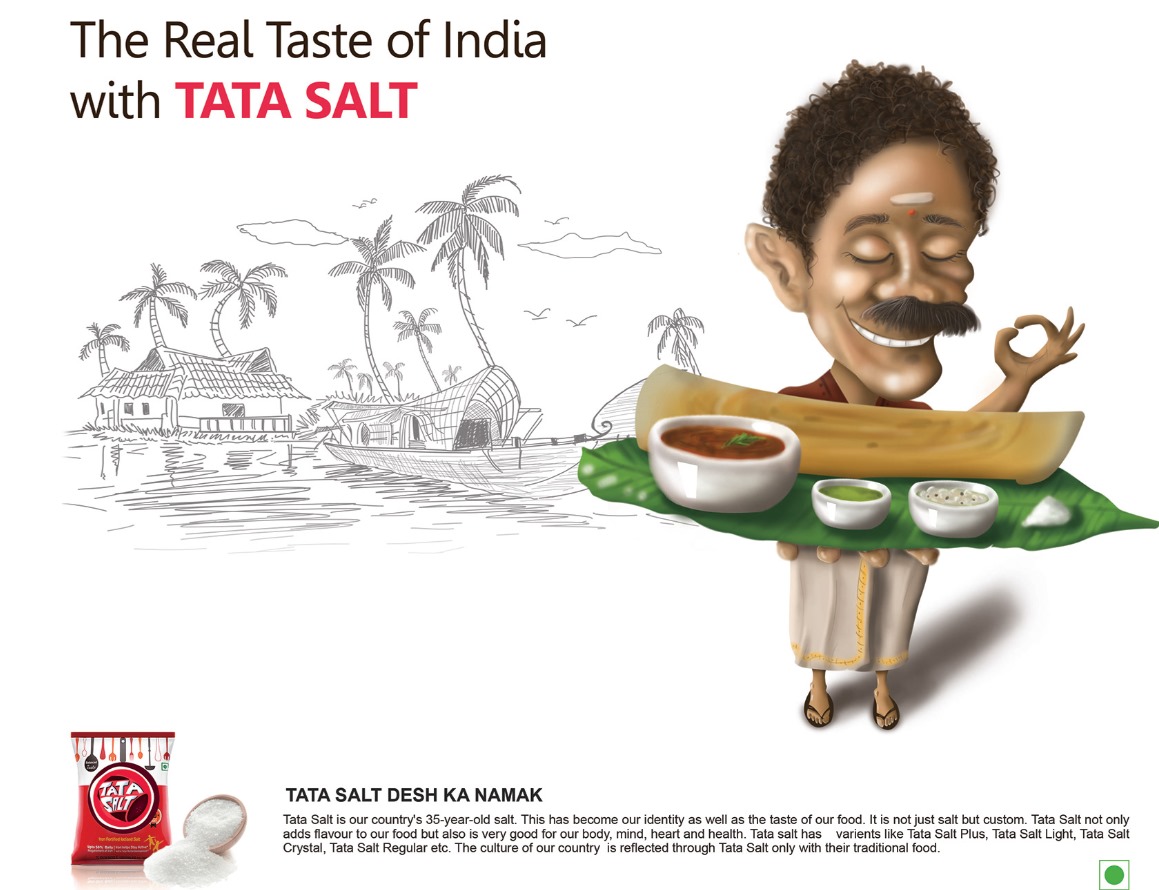 The Real Taste of India
with TATA SALT
TATA
SALT
TATA SALT DESH KA NAMAK
Tata Salt is our country's 35-year-old salt. This has become our identity as well as the taste of our food. It is not just salt but custom. Tata Salt not only
adds flavour to our food but also is very good for our body, mind, heart and health. Tata salt has varients like Tata Salt Plus, Tata Salt Light, Tata Salt
Crystal, Tata Salt Regular etc. The culture of our country is reflected through Tata Salt only with their traditional food.